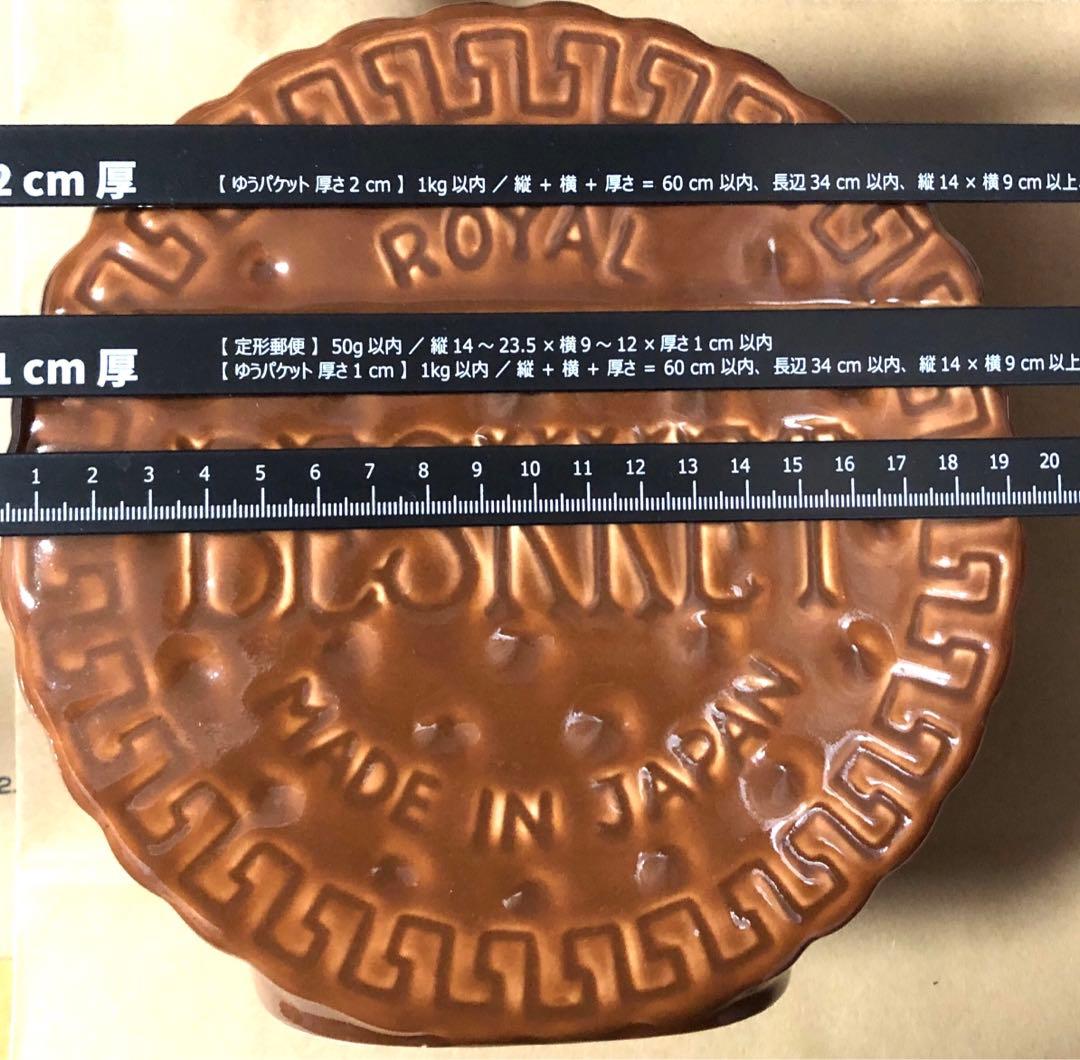 2 cm 厚
【 ゆうパケット 厚さ 2 cm 】 1kg 以内 ／ 縦 + 横 + 厚さ = 60 cm 以内、長辺 34 cm 以内、縦 14 × 横 9 cm 以上
ROYAL
1 cm 厚
【 定形郵便 】 50g 以内 ／ 縦 14 ～ 23.5 × 横 9 ～ 12 × 厚さ 1 cm 以内
【 ゆうパケット 厚さ 1 cm 】 1kg 以内 ／ 縦 + 横 + 厚さ = 60 cm 以内、長辺 34 cm 以内、縦 14 × 横 9 cm 以上
1 2 3 4 5 6 7 8 9 10 11 12 13 14 15 16 17 18 19 20
MADE IN JAPAN
2